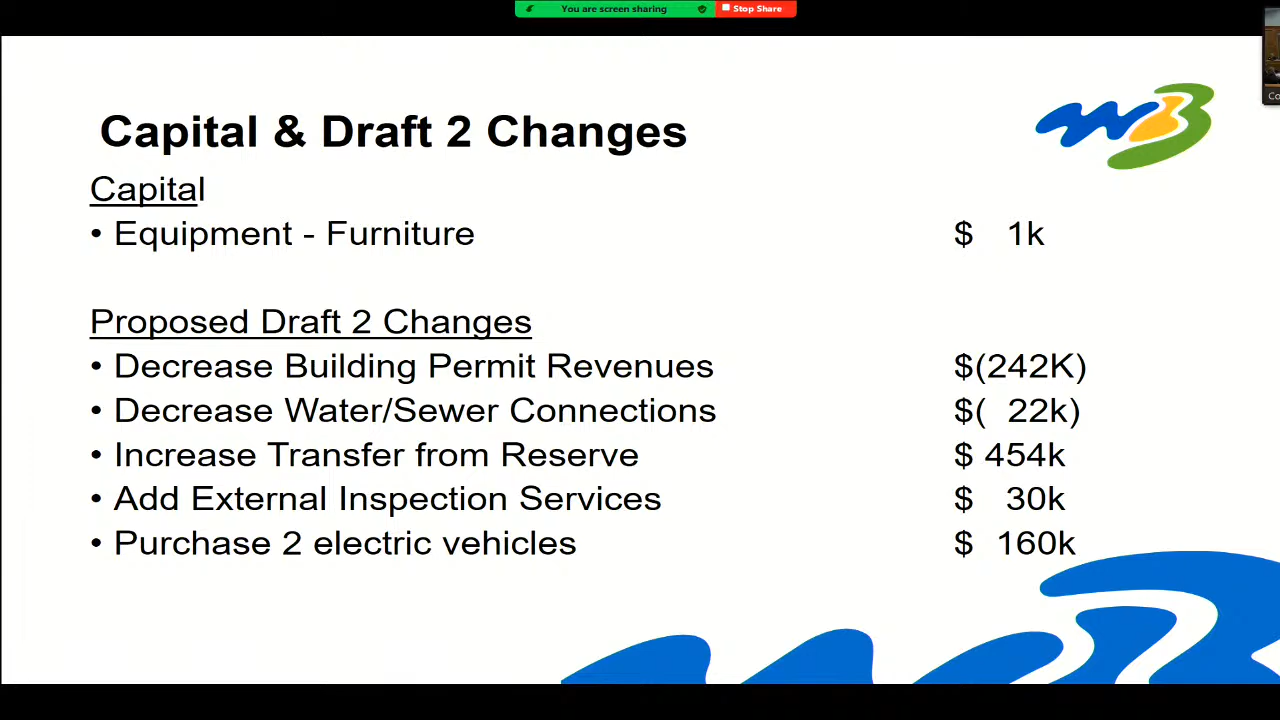 You are screen sharing Stop Share
Co
Capital & Draft 2 Changes
Capital
• Equipment - Furniture $ 1k
Proposed Draft 2 Changes
• Decrease Building Permit Revenues $(242K)
• Decrease Water/Sewer Connections $( 22k)
• Increase Transfer from Reserve $ 454k
• Add External Inspection Services $ 30k
• Purchase 2 electric vehicles $ 160k